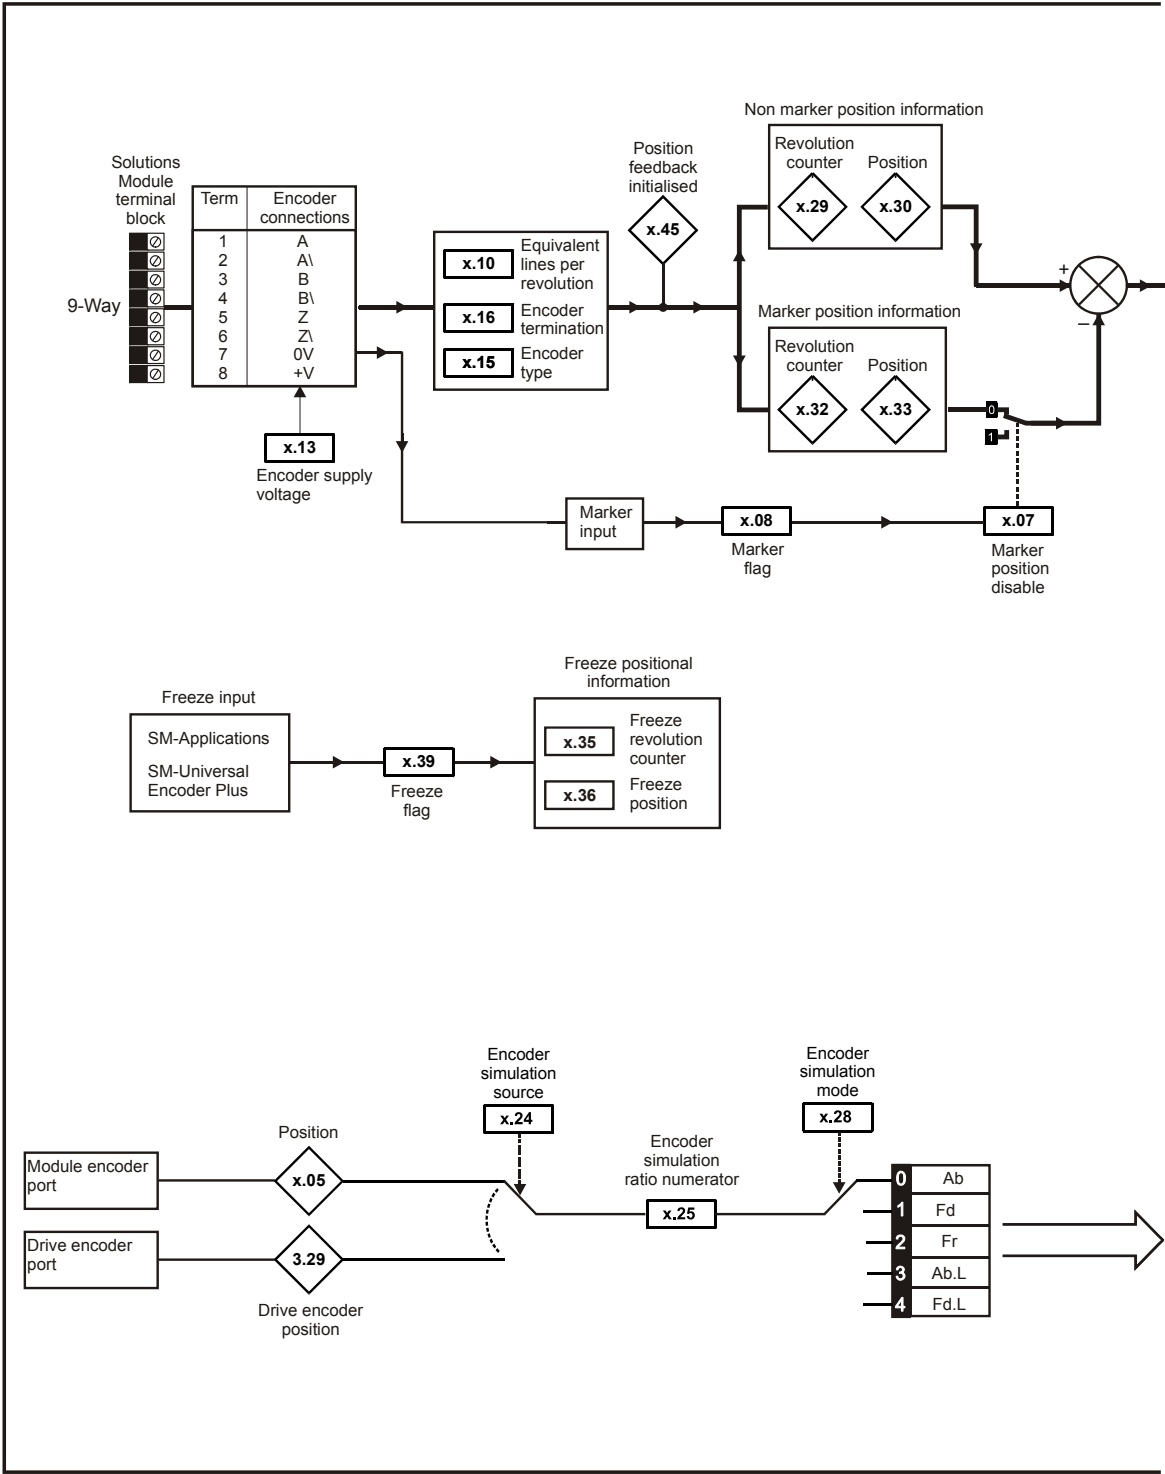 Non marker position information
Revolution
counter
Position
x.29
x.30
Position
feedback
initialised
x.45
Solutions
Module
terminal
block
9-Way
Term
Encoder
connections
1 A
2 A\
3 B
4 B\
5 Z
6 Z\
7 0V
8 +V
x.10
Equivalent
lines per
revolution
x.16
Encoder
termination
x.15
Encoder
type
+
–
Marker position information
Revolution
counter
Position
x.32
x.33
0
1
x.13
Encoder supply
voltage
Marker
input
x.08
Marker
flag
x.07
Marker
position
disable
Freeze input
SM-Applications
SM-Universal
Encoder Plus
x.39
Freeze
flag
Freeze positional
information
x.35
Freeze
revolution
counter
x.36
Freeze
position
Encoder
simulation
source
x.24
Encoder
simulation
mode
x.28
Position
Module encoder
port
x.05
Encoder
simulation
ratio numerator
x.25
Drive encoder
port
3.29
Drive encoder
position
0 Ab
1 Fd
2 Fr
3 Ab.L
4 Fd.L